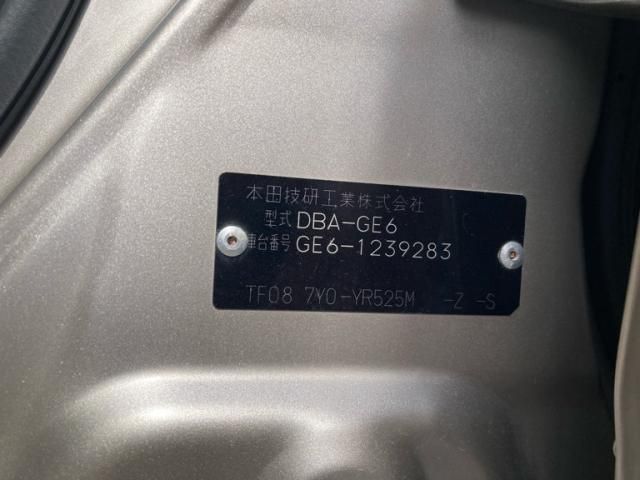 本田技研工業株式会社
型式 DBA-GE6
車台番号 GE6-1239283
TF08 7Y0-YR525M -Z -S